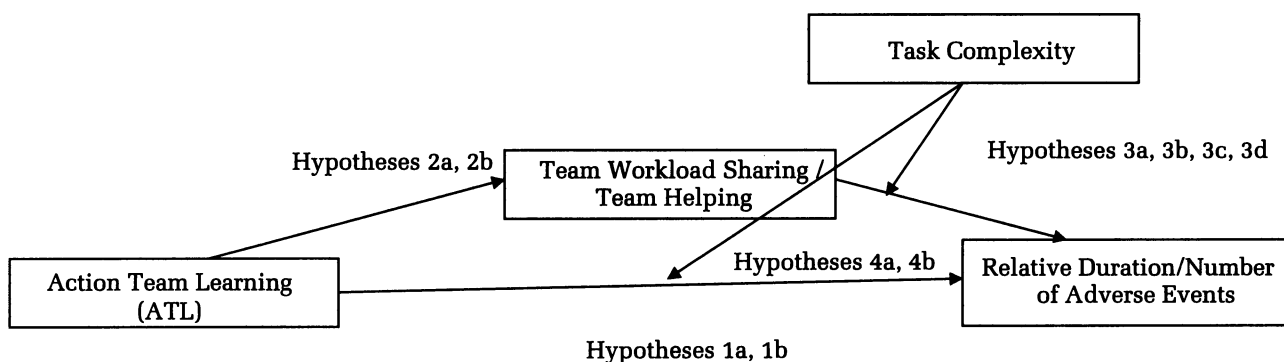 Task Complexity
Hypotheses 2a, 2b
Team Workload Sharing /
Team Helping
Hypotheses 3a, 3b, 3c, 3d
Action Team Learning
(ATL)
Hypotheses 4a, 4b
Relative Duration/Number
of Adverse Events
Hypotheses 1a, 1b